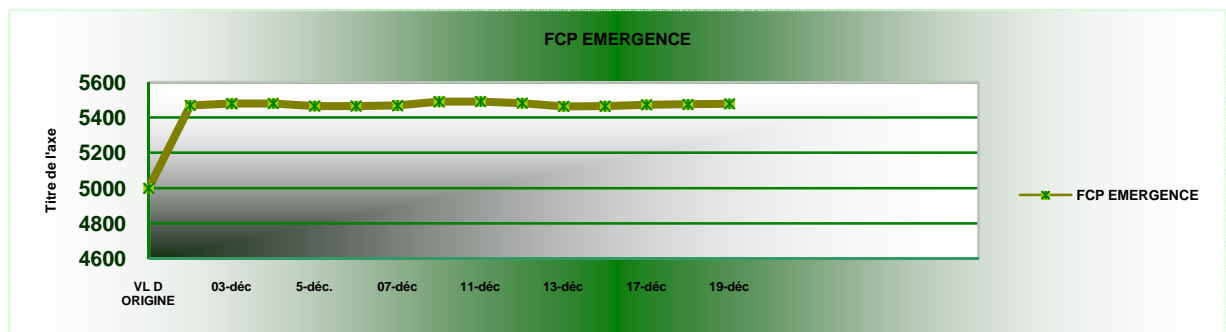 FCP EMERGENCE
5600
5400
5200
5000
4800
4600
Titre de l'axe
VL D ORIGINE
03-déc
5-déc.
07-déc
11-déc
13-déc
17-déc
19-déc
FCP EMERGENCE